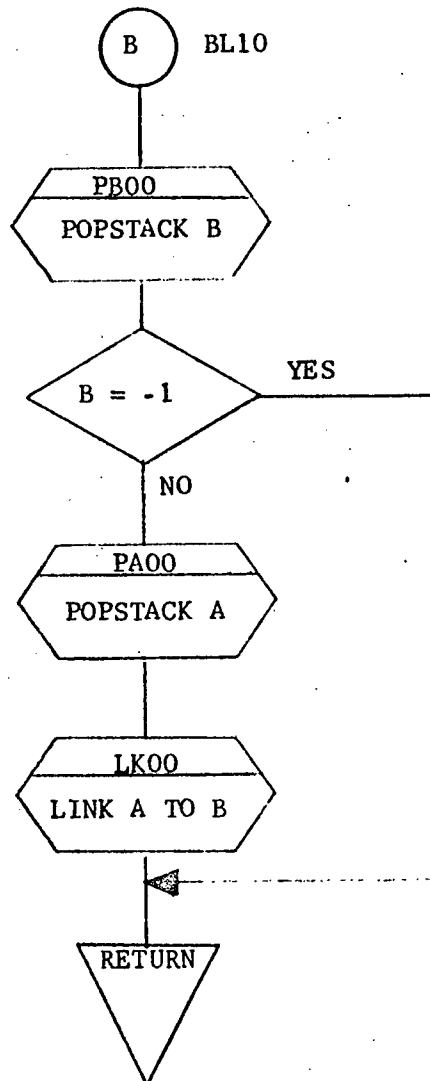 B BL10
PB00
POPSTACK B
B = -1
YES
NO
PA00
POPSTACK A
LK00
LINK A TO B
RETURN